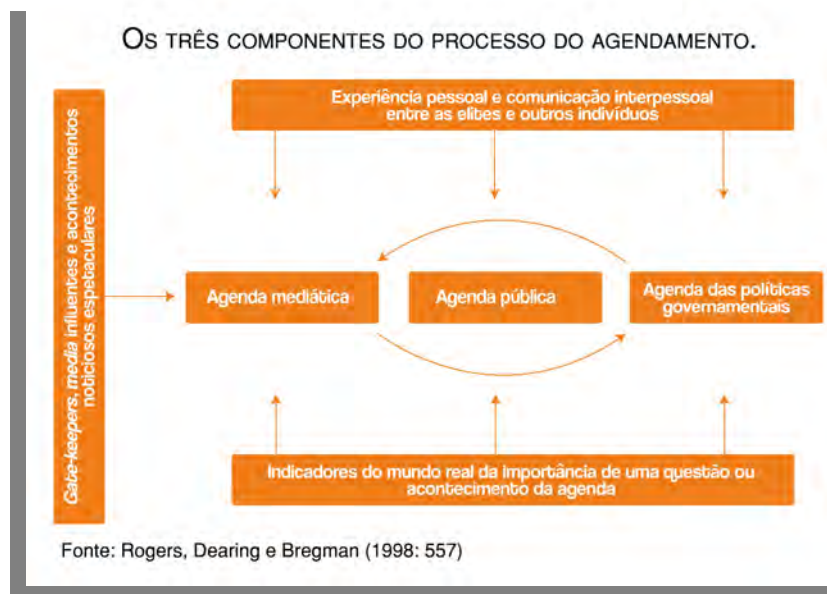 OS TRÊS COMPONENTES DO PROCESSO DO AGENDAMENTO.
Experiência pessoal e comunicação interpessoal
entre as elites e outros indivíduos
Gate-keepers, media influentes e acontecimentos
noticiosos espetaculares
Agenda mediática
Agenda pública
Agenda das políticas
governamentais
Indicadores do mundo real da importância de uma questão ou
acontecimento da agenda
Fonte: Rogers, Dearing e Bregman (1998: 557)